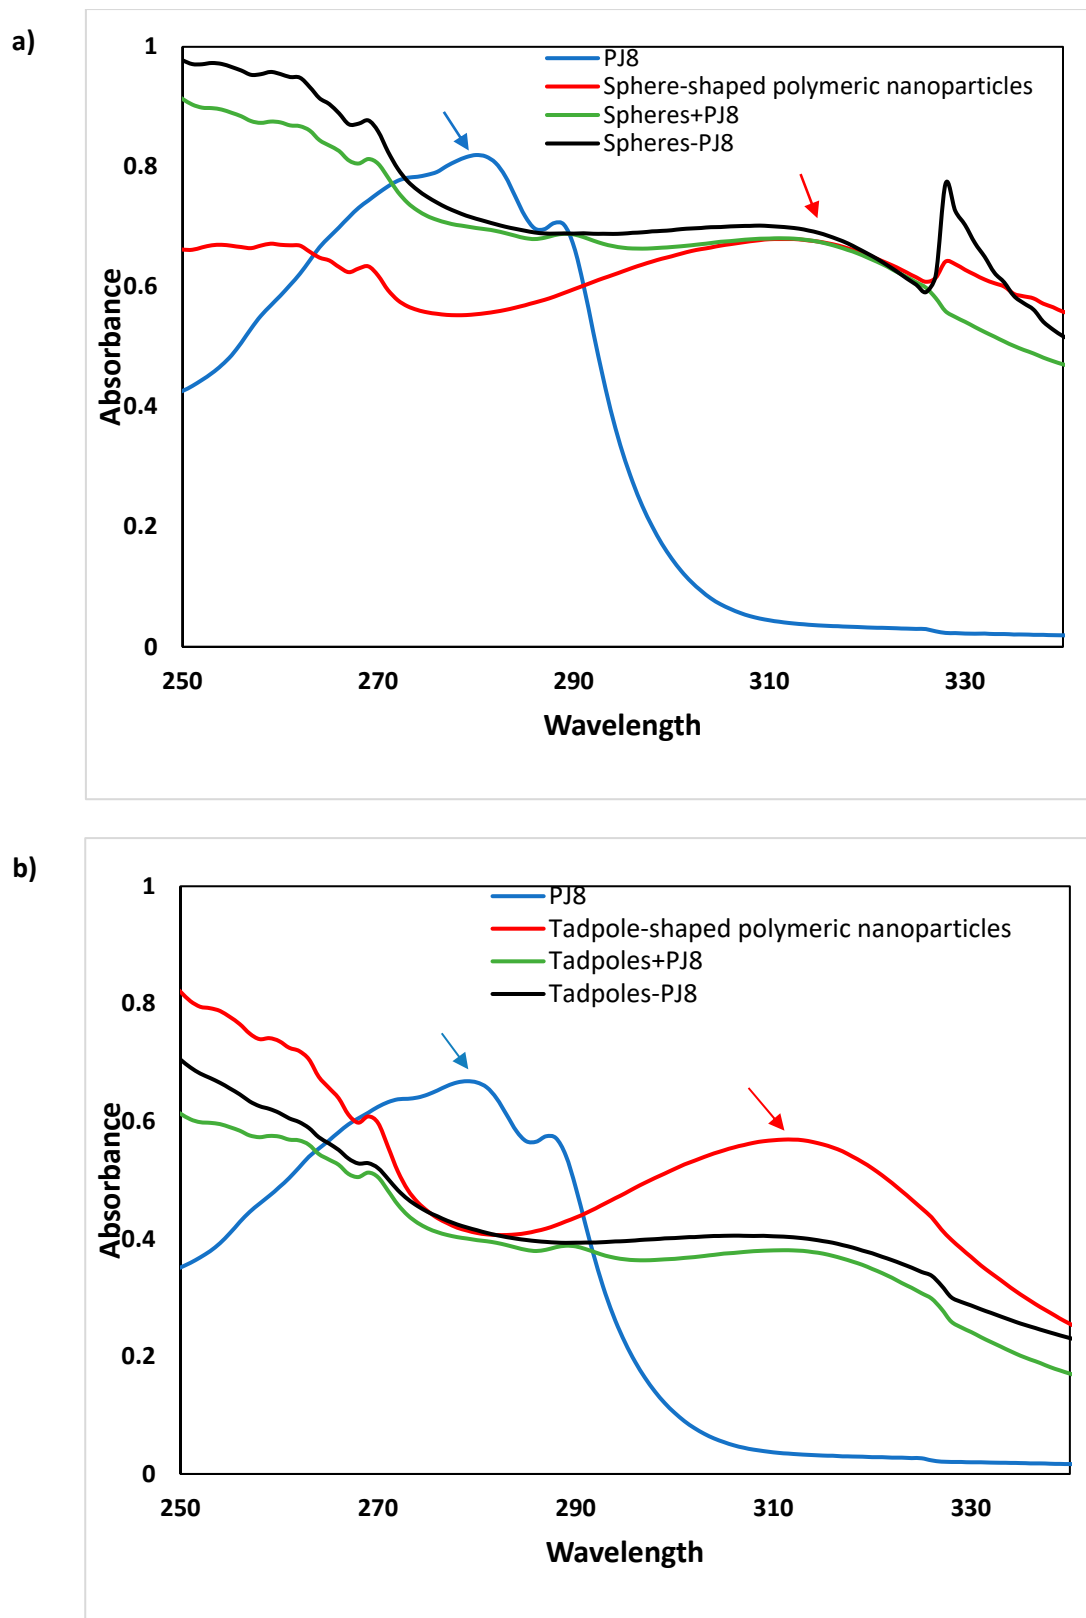 a)
1
0.8
0.6
0.4
0.2
0
Absorbance
PJ8
Sphere-shaped polymeric nanoparticles
Spheres+PJ8
Spheres-PJ8
250 270 290 310 330
Wavelength
b)
1
0.8
0.6
0.4
0.2
0
Absorbance
PJ8
Tadpole-shaped polymeric nanoparticles
Tadpoles+PJ8
Tadpoles-PJ8
250 270 290 310 330
Wavelength